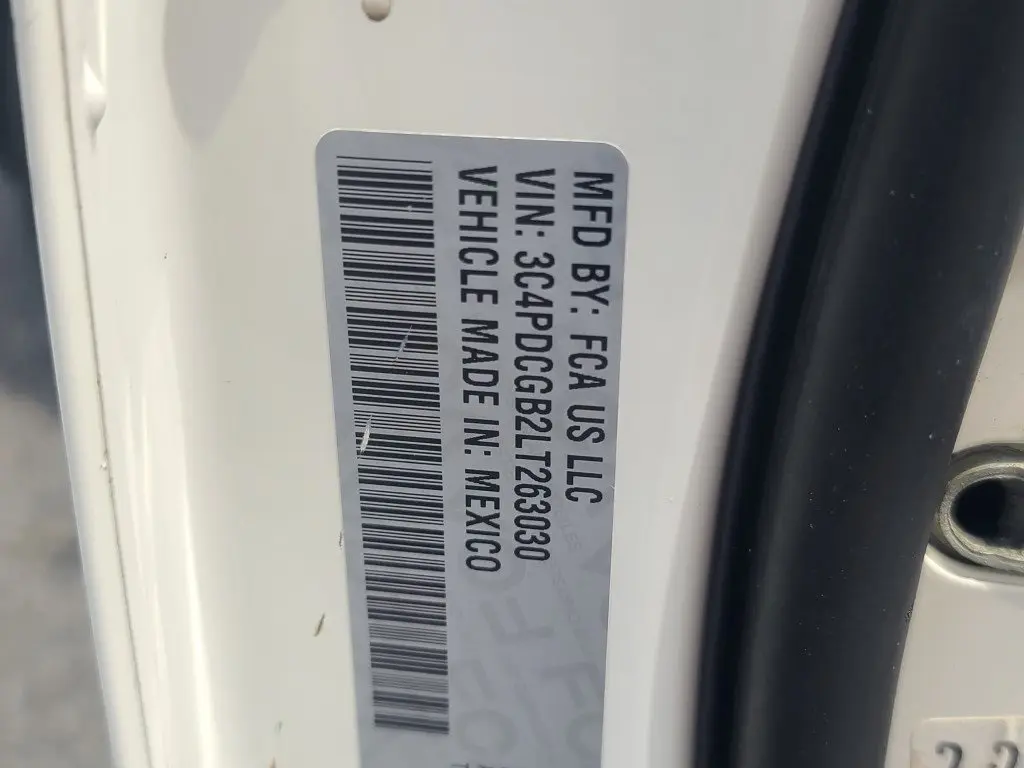 MFD BY: FCA US LLC
VIN: 3C4PDCGB2LT263030
VEHICLE MADE IN: MEXICO